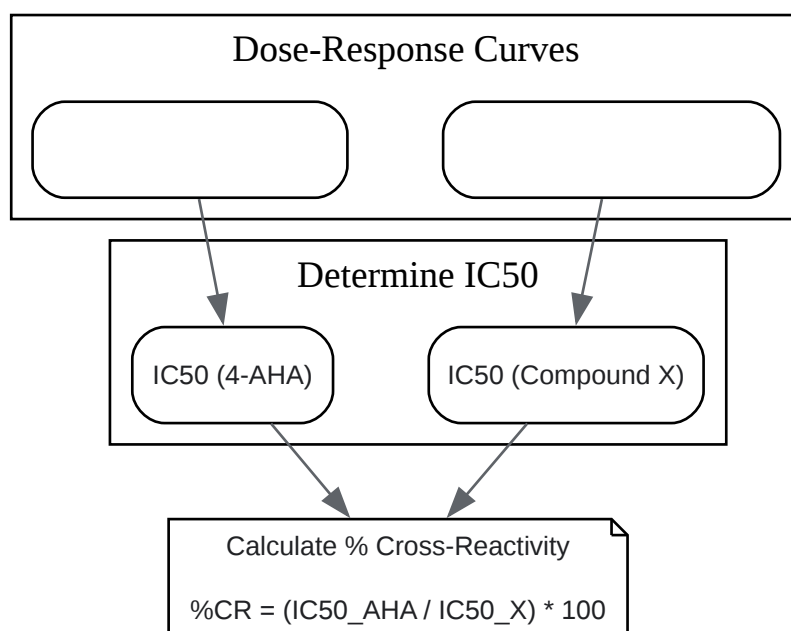 Dose-Response Curves
Determine IC50
IC50 (4-AHA)
IC50 (Compound X)
Calculate % Cross-Reactivity
%CR = (IC50_AHA / IC50_X) * 100